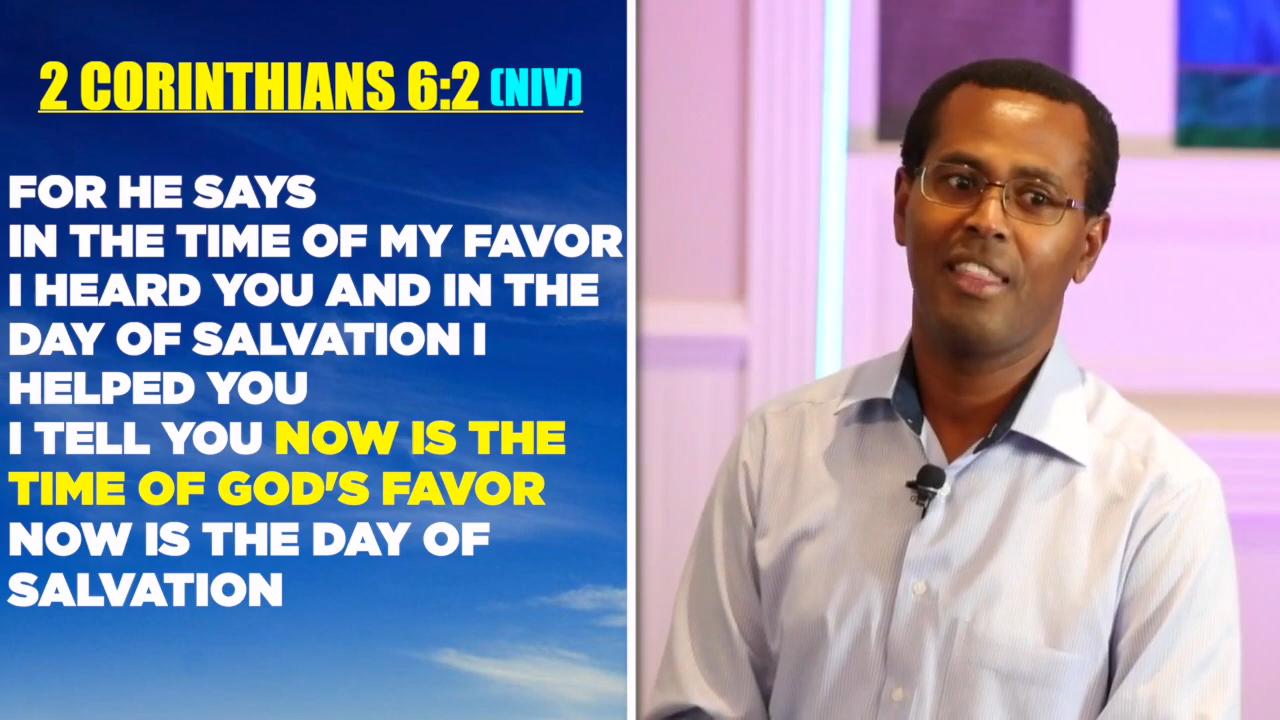 2 CORINTHIANS 6:2 (NIV)
FOR HE SAYS
IN THE TIME OF MY FAVOR
I HEARD YOU AND IN THE
DAY OF SALVATION I
HELPED YOU
I TELL YOU NOW IS THE
TIME OF GOD'S FAVOR
NOW IS THE DAY OF
SALVATION